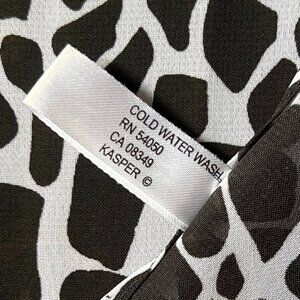 COLD WATER WASH
RN 54050
CA 08349
KASPER ©